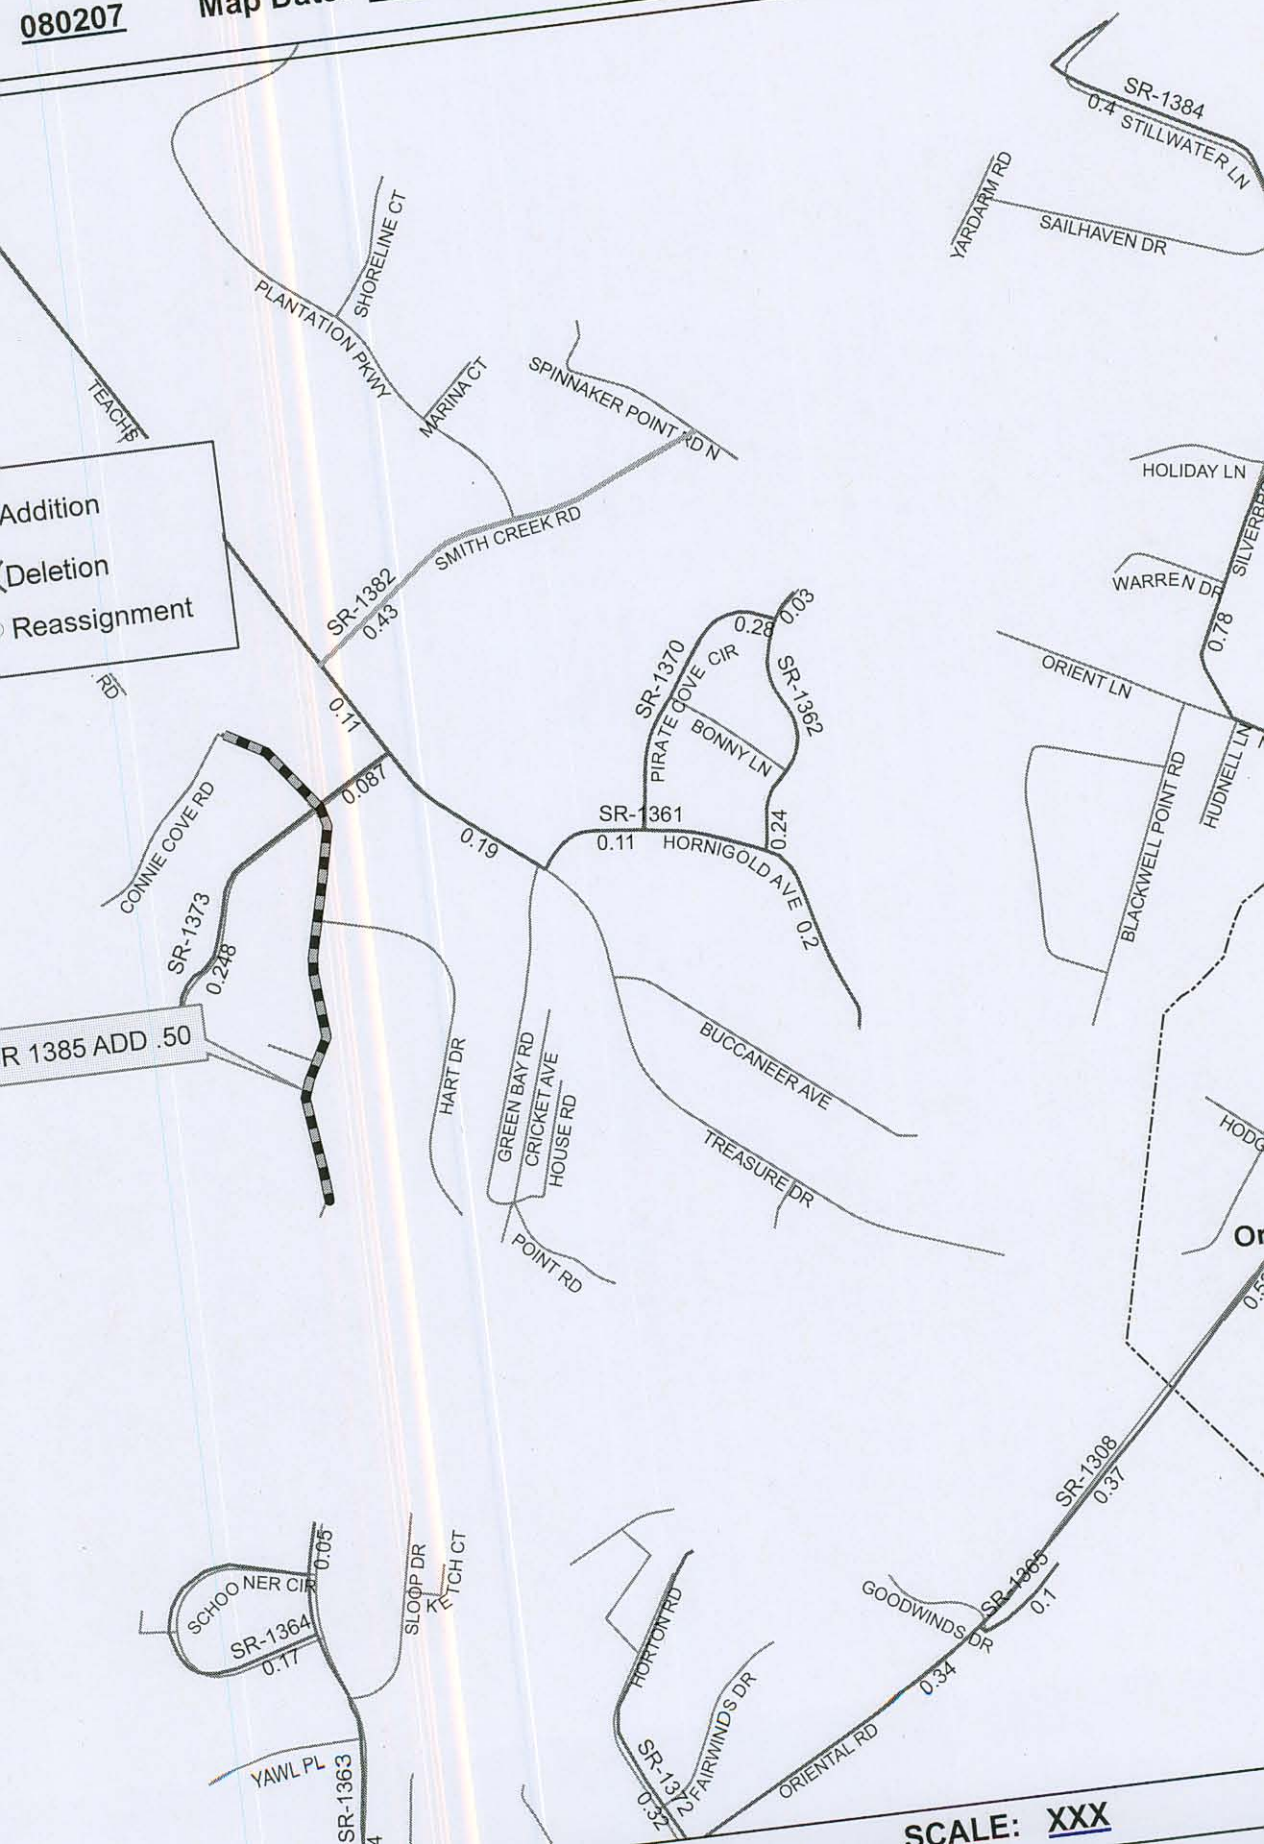 080207
Map Date:
SR-1384
0.4
STILLWATER LN
YARDARM RD
SAILHAVEN DR
SHORELINE CT
PLANTATION PKWY
MARINA CT
SPINNAKER POINT RD N
TEACHS
Addition
Deletion
Reassignment
RD
SMITH CREEK RD
SR-1382
0.43
0.11
0.087
0.19
HOLIDAY LN
WARREN DR
0.78
ORIENT LN
HUDNELL LN
BLACKWELL POINT RD
0.03
0.28
SR-1370
PIRATE COVE CIR
SR-1362
BONNY LN
SR-1361
0.11
HORNIGOLD AVE
0.24
0.2
CONNIE COVE RD
SR-1373
0.248
R 1385 ADD .50
HART DR
GREEN BAY RD
CRICKET AVE
HOUSE RD
POINT RD
BUCCANEER AVE
TREASURE DR
SR-1308
0.37
SR-1365
0.1
GOODWINDS DR
0.34
ORIENTAL RD
0.05
SCHOONER CIR
SR-1364
0.17
SLOOP DR
KETCH CT
YAWL PL
SR-1363
4
HORTON RD
SR-1372
0.32
FAIRWINDS DR
SCALE: XXX